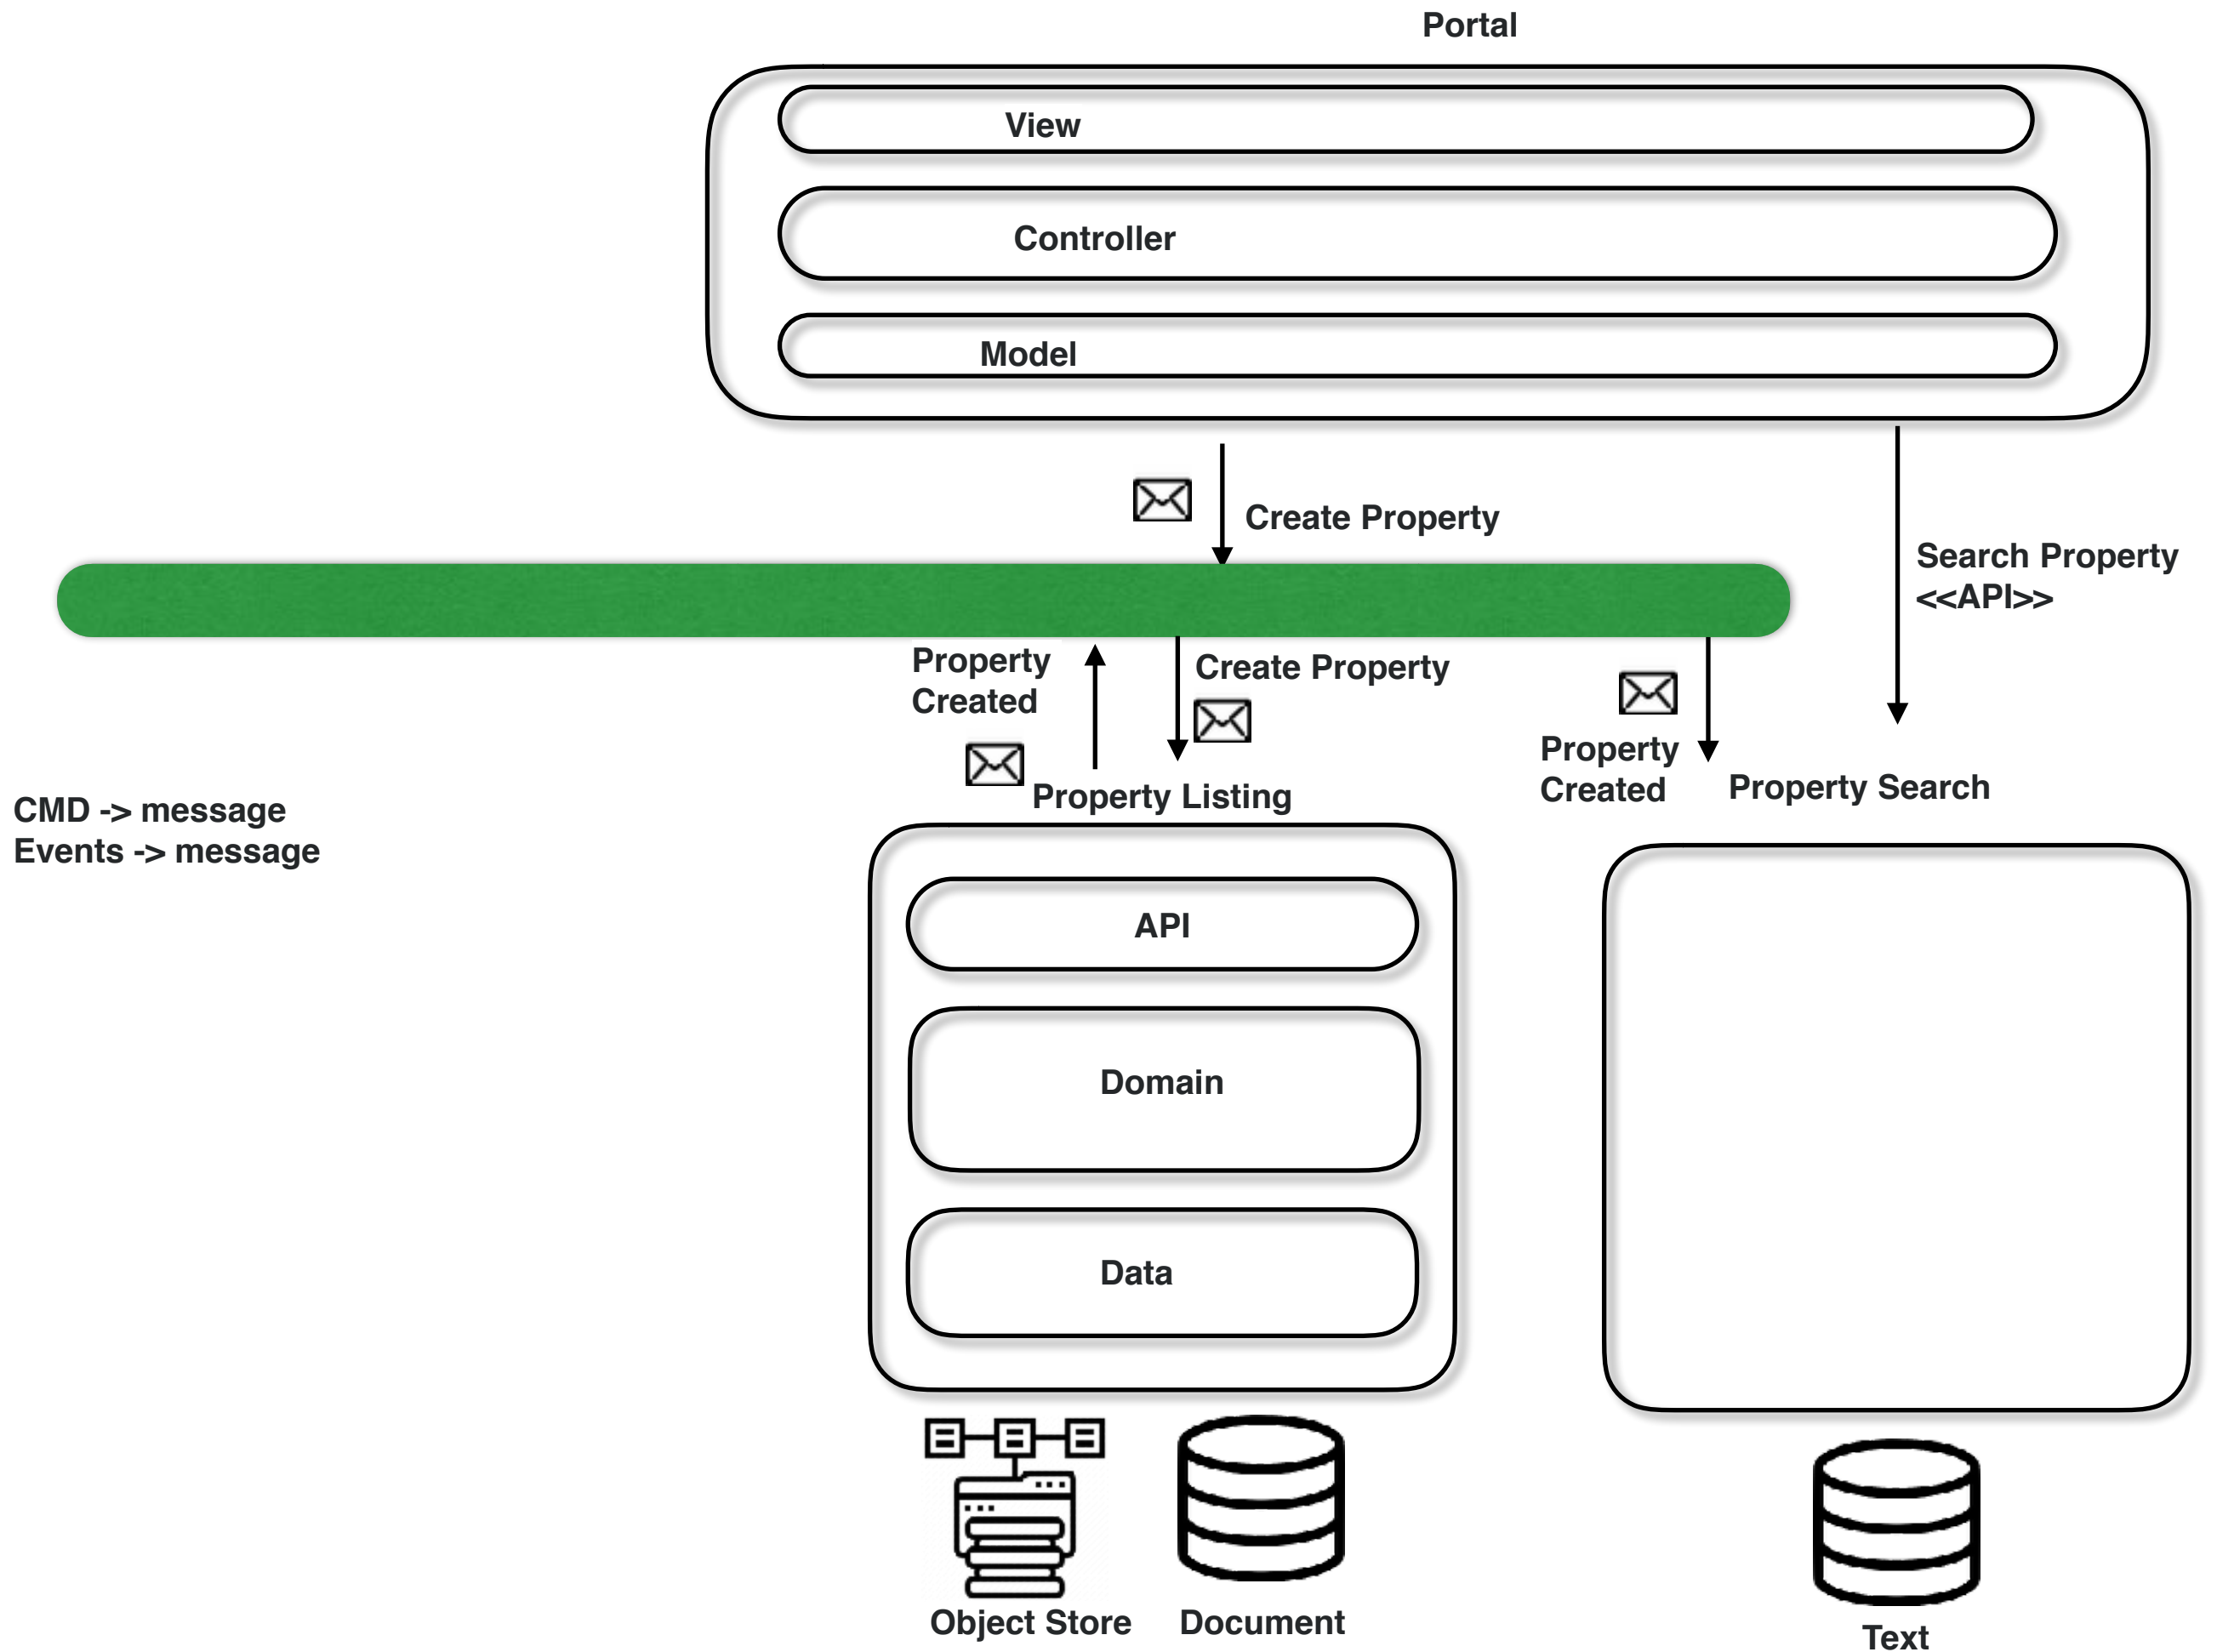 Portal
View
Controller
Model
Create Property
Search Property
<<API>>
Property
Created
Create Property
Property
Created
Property Listing
Property Search
CMD -> message
Events -> message
API
Domain
Data
Object Store
Document
Text